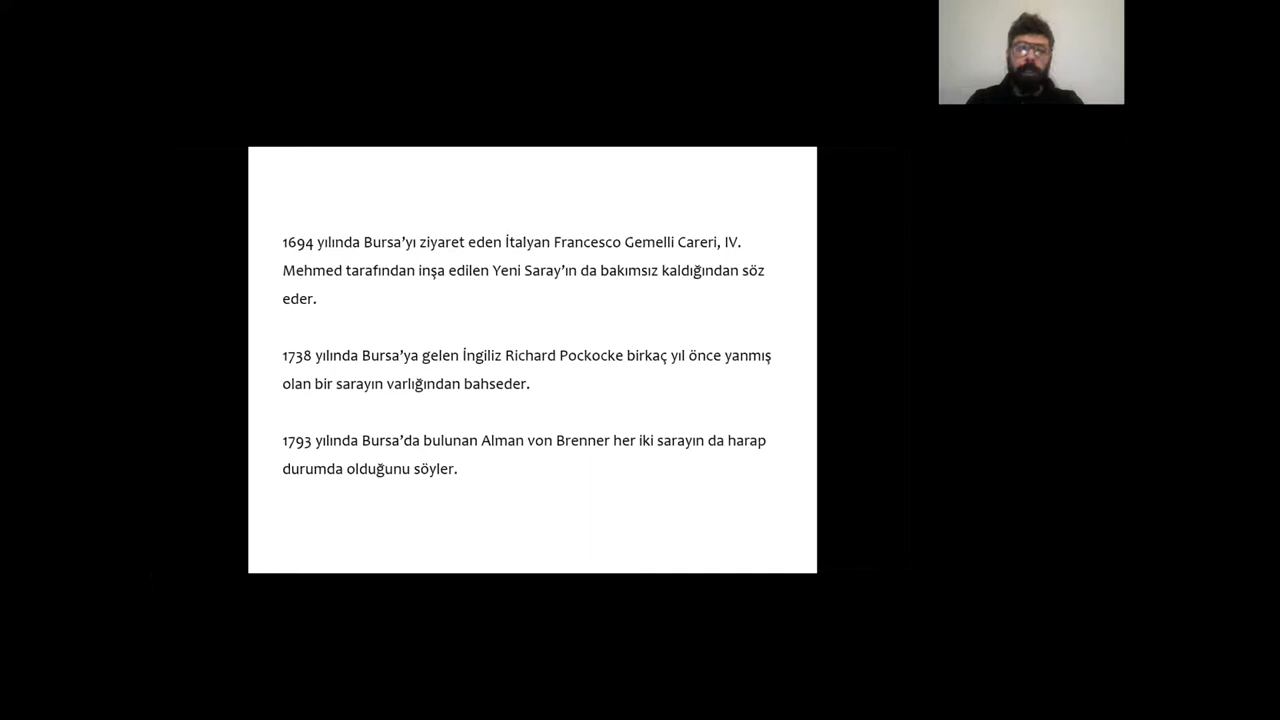 1694 yılında Bursa’yı ziyaret eden İtalyan Francesco Gemelli Careri, IV.
Mehmed tarafından inşa edilen Yeni Saray’ın da bakımsız kaldığından söz
eder.
1738 yılında Bursa’ya gelen İngiliz Richard Pockocke birkaç yıl önce yanmış
olan bir sarayın varlığından bahseder.
1793 yılında Bursa’da bulunan Alman von Brenner her iki sarayın da harap
durumda olduğunu söyler.